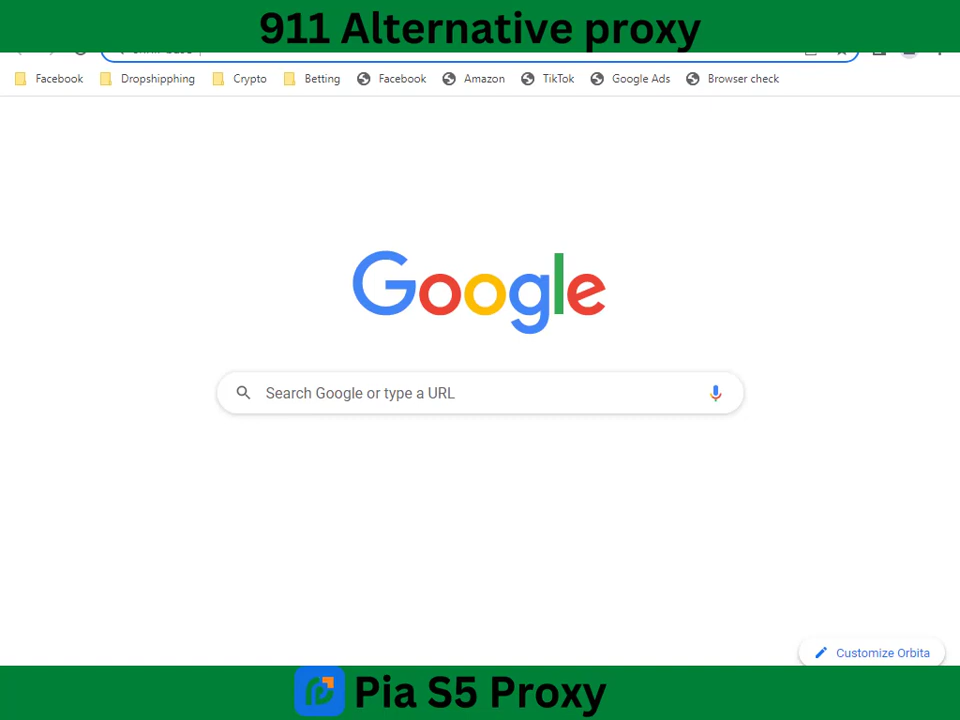 911 Alternative proxy
Facebook Dropshippping Crypto Betting Facebook Amazon TikTok Google Ads Browser check
Google
Search Google or type a URL
Customize Orbita
Pia S5 Proxy